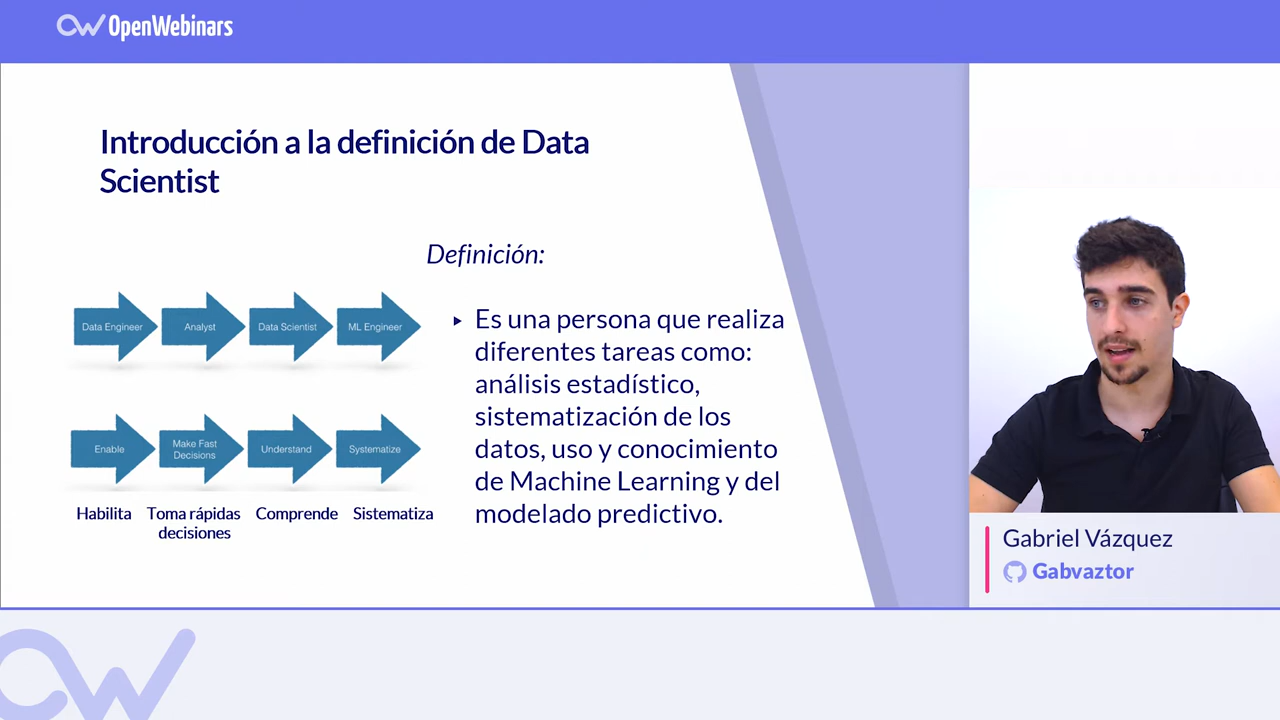 OpenWebinars
Introducción a la definición de Data
Scientist
Definición:
Data Engineer
Analyst
Data Scientist
ML Engineer
Enable
Make Fast
Decisions
Understand
Systematize
Habilita
Toma rápidas
decisiones
Comprende
Sistematiza
‣ Es una persona que realiza
diferentes tareas como:
análisis estadístico,
sistematización de los
datos, uso y conocimiento
de Machine Learning y del
modelado predictivo.
Gabriel Vázquez
Gabvaztor